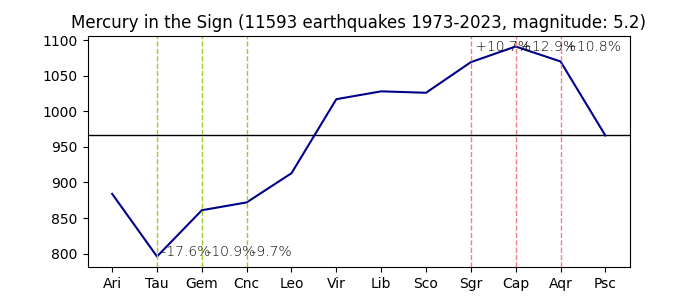 Mercury in the Sign (11593 earthquakes 1973-2023, magnitude: 5.2)
1100
+10.7% +12.9% +10.8%
1050
1000
950
900
850
800
-17.6% -10.9% -9.7%
Ari Tau Gem Cnc Leo Vir Lib Sco Sgr Cap Aqr Psc